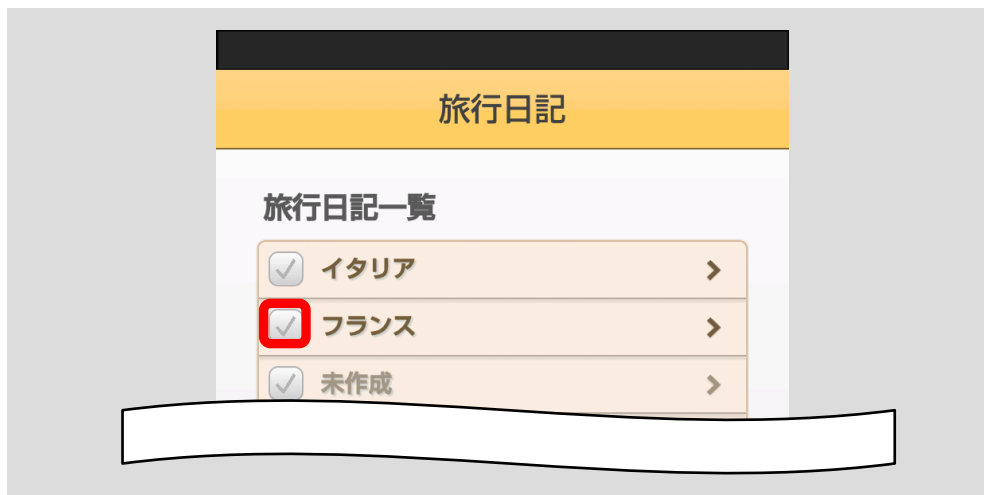 旅行日記
旅行日記一覧
イタリア
フランス
未作成